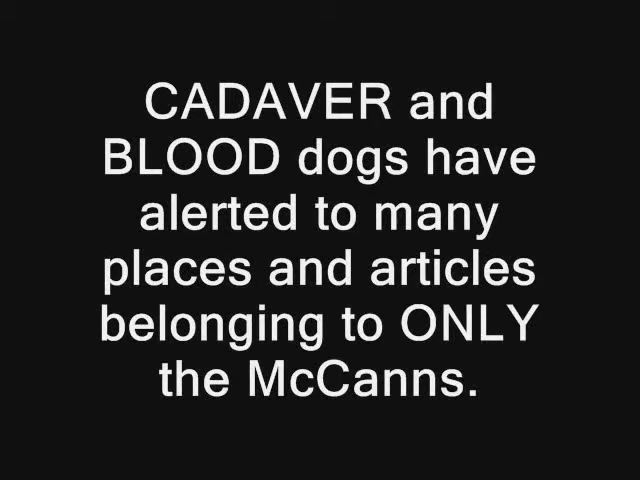 CADAVER and
BLOOD dogs have
alerted to many
places and articles
belonging to ONLY
the McCanns.